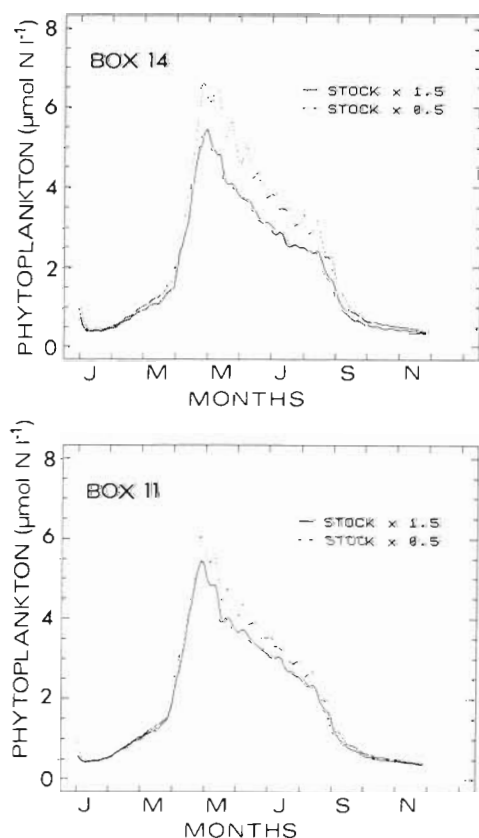 8
6
4
2
0
BOX 14
STOCK x 1.5
STOCK x 0.5
PHYTOPLANKTON (µmol N l⁻¹)
J M M J S N
MONTHS
8
6
4
2
0
BOX 11
STOCK x 1.5
STOCK x 0.5
PHYTOPLANKTON (µmol N l⁻¹)
J M M J S N
MONTHS